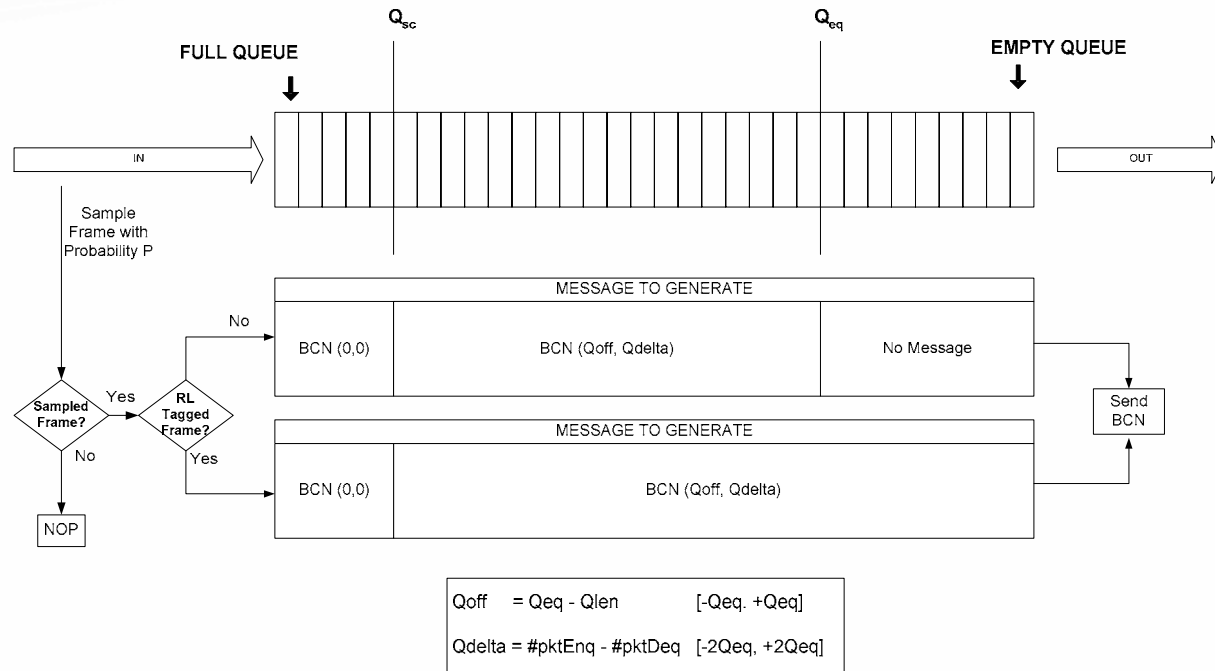 Qsc
Qeq
FULL QUEUE
EMPTY QUEUE
IN
OUT
Sample
Frame with
Probability P
MESSAGE TO GENERATE
No
BCN (0,0)
BCN (Qoff, Qdelta)
No Message
Sampled
Frame?
Yes
RL
Tagged
Frame?
Send
BCN
No
Yes
MESSAGE TO GENERATE
BCN (0,0)
BCN (Qoff, Qdelta)
NOP
Qoff = Qeq - Qlen [-Qeq. +Qeq]
Qdelta = #pktEnq - #pktDeq [-2Qeq, +2Qeq]